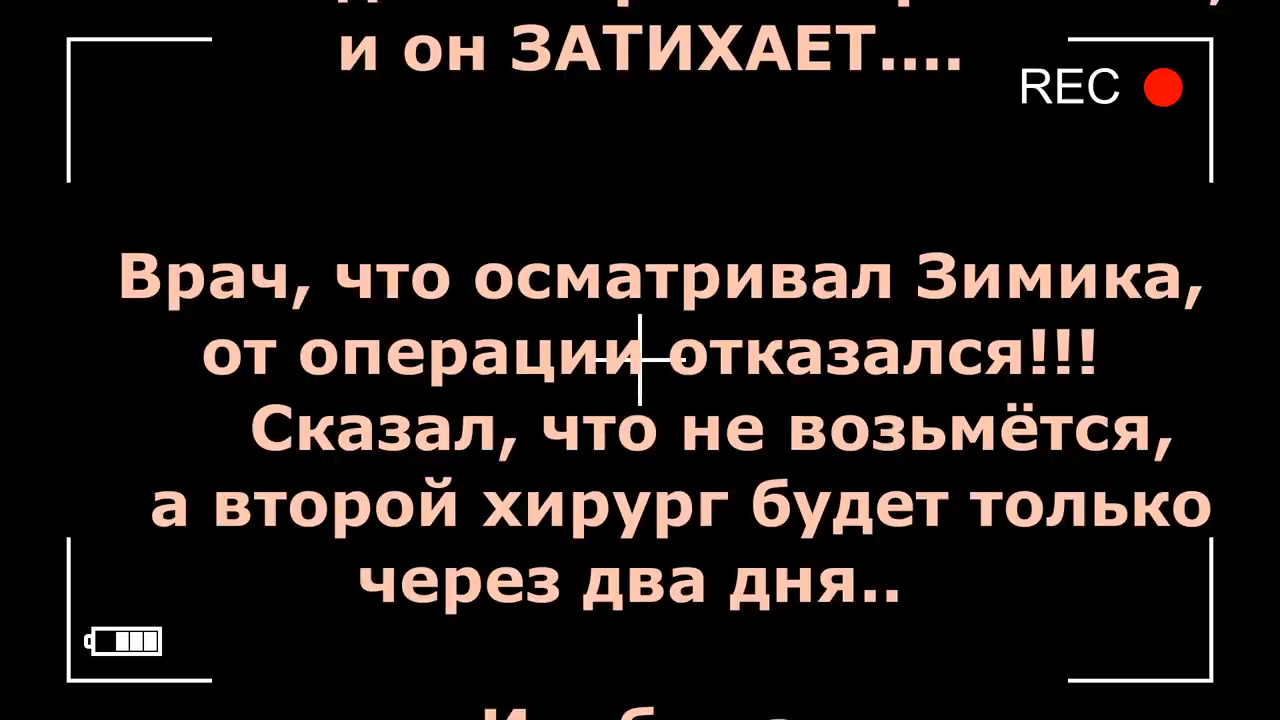 и он ЗАТИХАЕТ....
REC
Врач, что осматривал Зимика,
от операции отказался!!!
Сказал, что не возьмётся,
а второй хирург будет только
через два дня..